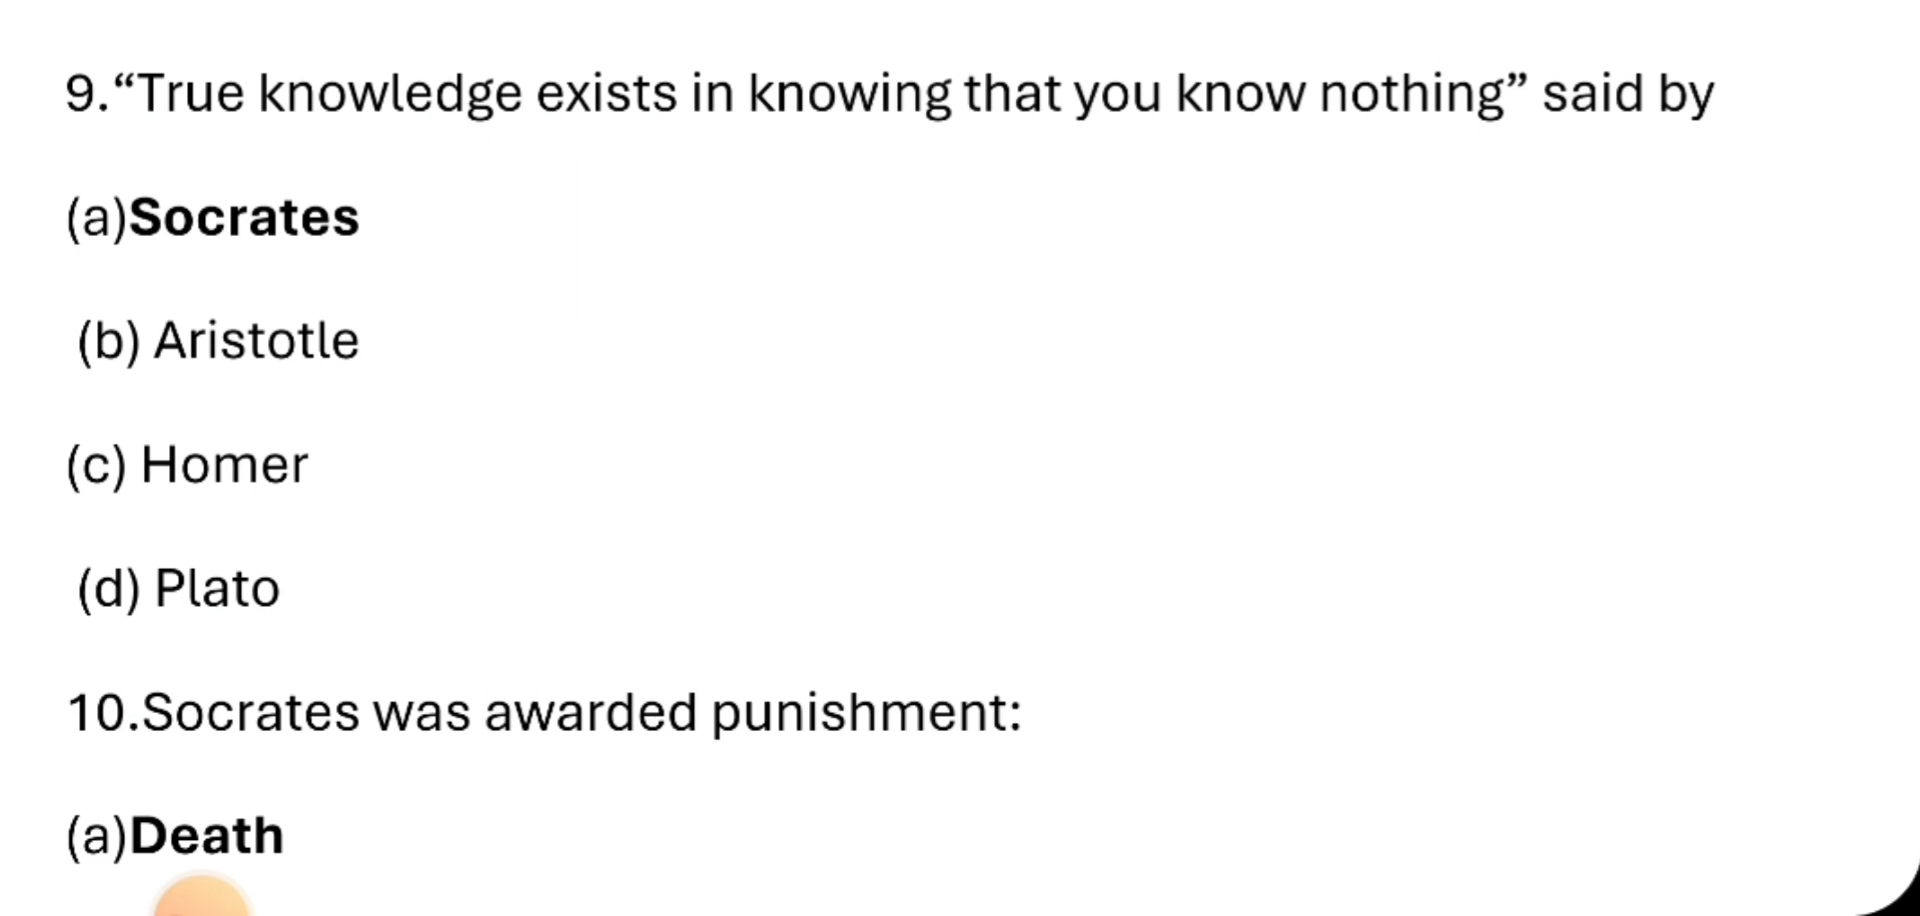 9.“True knowledge exists in knowing that you know nothing” said by
(a)Socrates
(b) Aristotle
(c) Homer
(d) Plato
10.Socrates was awarded punishment:
(a)Death